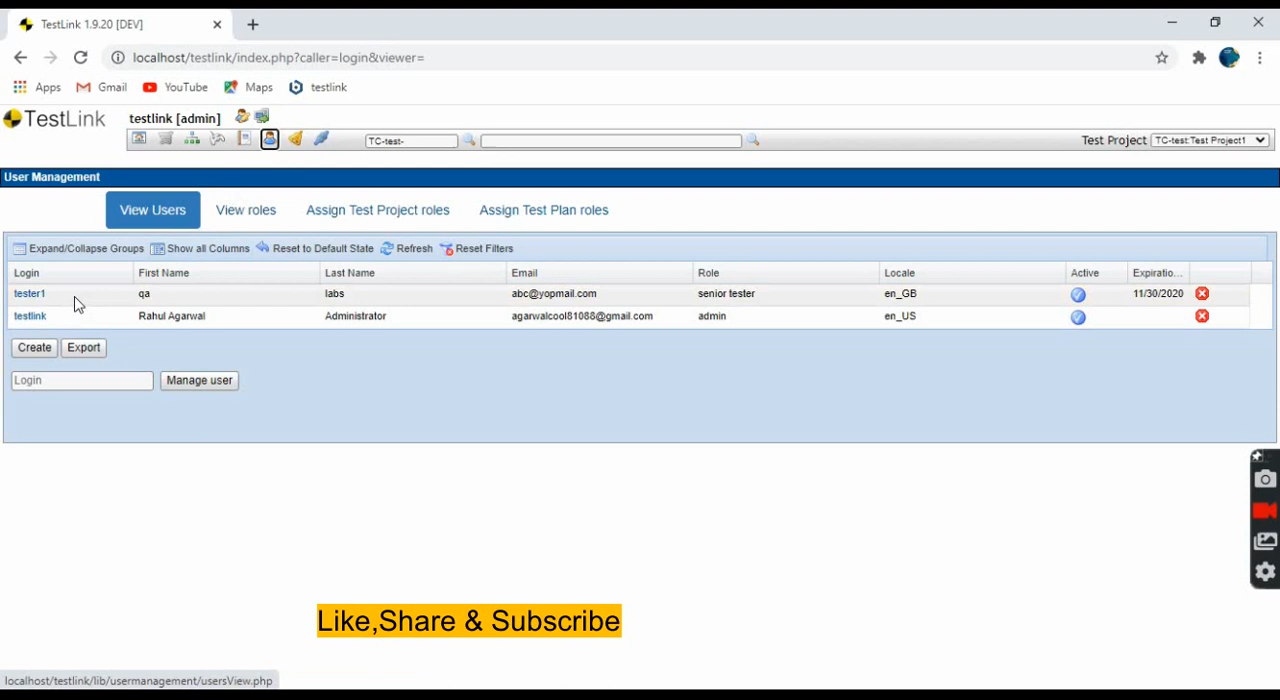 TestLink 1.9.20 [DEV]
localhost/testlink/index.php?caller=login&viewer=
Apps Gmail YouTube Maps testlink
TestLink testlink [admin]
TC-test- Test Project TC-test:Test Project1
User Management
View Users View roles Assign Test Project roles Assign Test Plan roles
Expand/Collapse Groups Show all Columns Reset to Default State Refresh Reset Filters
Login First Name Last Name Email Role Locale Active Expiratio...
tester1 qa labs abc@yopmail.com senior tester en_GB 11/30/2020
testlink Rahul Agarwal Administrator agarwalcool81088@gmail.com admin en_US
Create Export
Login Manage user
Like,Share & Subscribe
localhost/testlink/lib/usermanagement/usersView.php